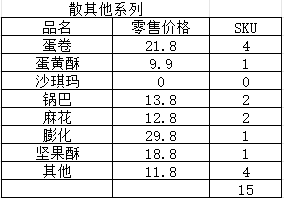 散其他系列
品名 零售价格 SKU
蛋卷 21.8 4
蛋黄酥 9.9 1
沙琪玛 0 0
锅巴 13.8 2
麻花 12.8 2
膨化 29.8 1
坚果酥 18.8 1
其他 11.8 4
15